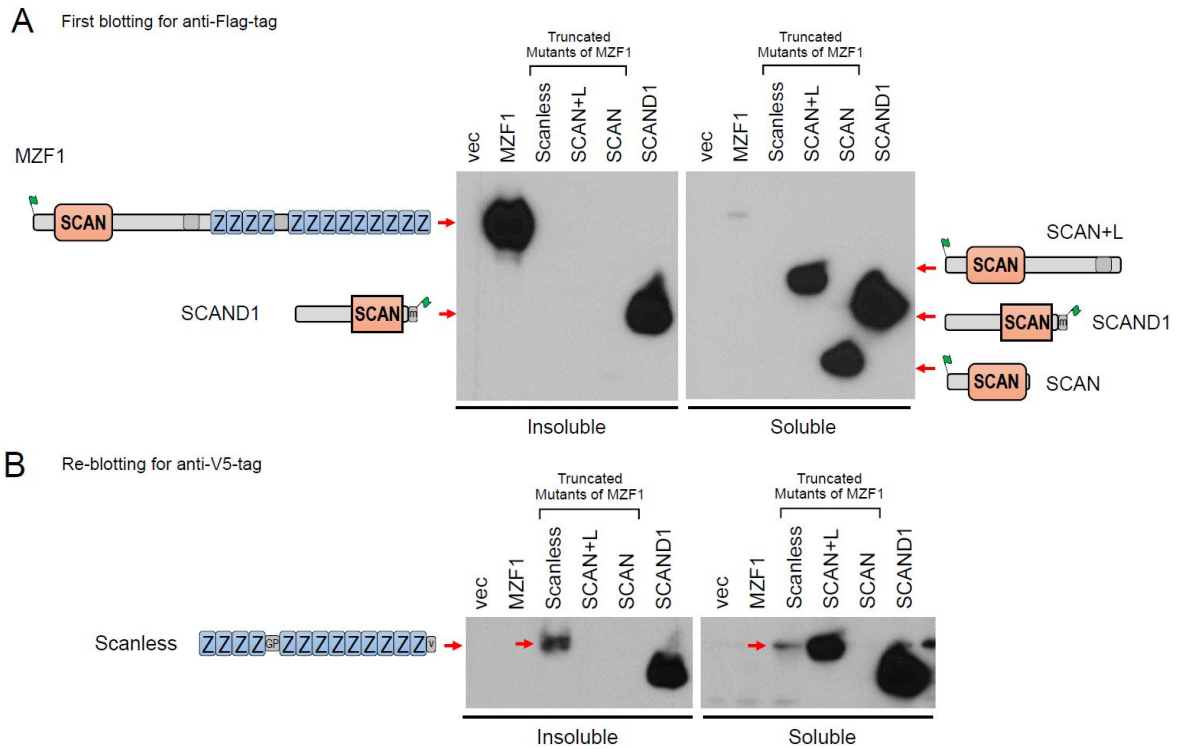 A First blotting for anti-Flag-tag
Truncated
Mutants of MZF1
vec
MZF1
Scanless
SCAN+L
SCAN
SCAND1
Truncated
Mutants of MZF1
vec
MZF1
Scanless
SCAN+L
SCAN
SCAND1
MZF1
SCAN ZZZZ ZZZZZZZZZ
SCAND1
SCAN m
SCAN+L
SCAN
SCAN m SCAND1
SCAN SCAN
Insoluble
Soluble
B Re-blotting for anti-V5-tag
Truncated
Mutants of MZF1
vec
MZF1
Scanless
SCAN+L
SCAN
SCAND1
Truncated
Mutants of MZF1
vec
MZF1
Scanless
SCAN+L
SCAN
SCAND1
Scanless ZZZZ GP ZZZZZZZZZ V
Insoluble
Soluble